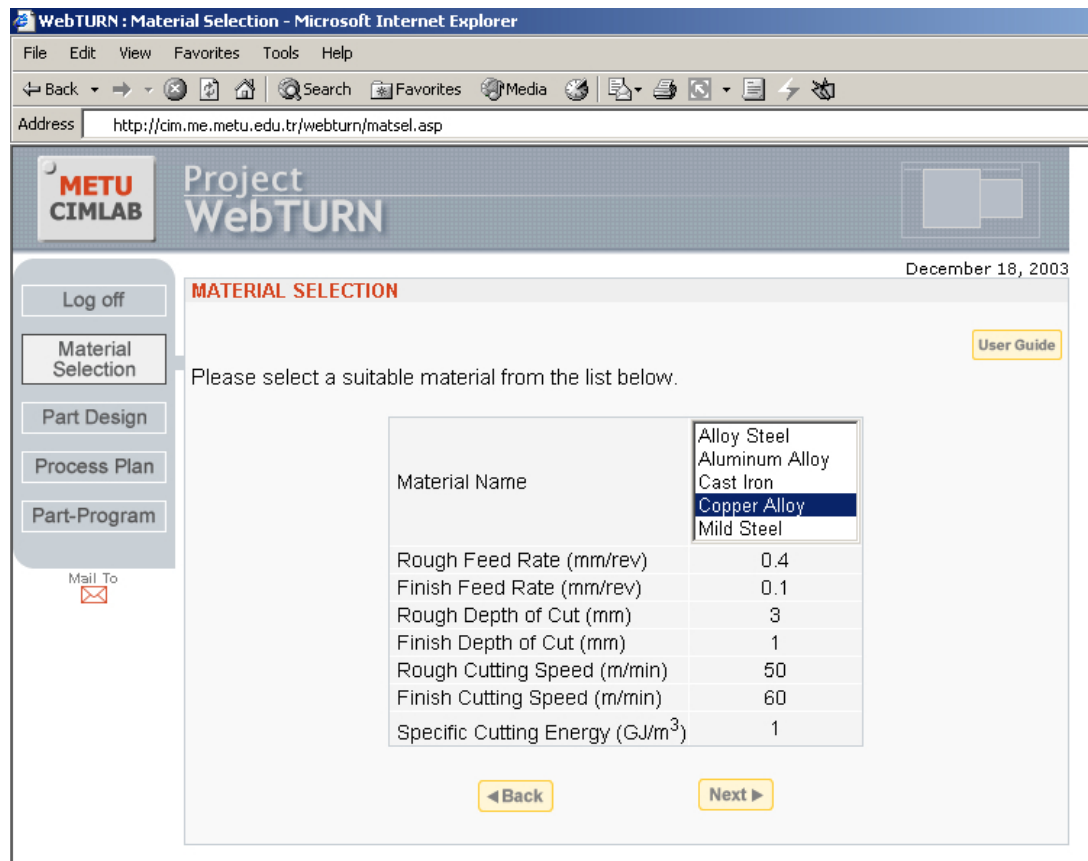 WebTURN : Material Selection - Microsoft Internet Explorer
File Edit View Favorites Tools Help
Back Search Favorites Media
Address http://cim.me.metu.edu.tr/webturn/matsel.asp
METU
CIMLAB
Project
WebTURN
December 18, 2003
Log off
Material
Selection
Part Design
Process Plan
Part-Program
Mail To
MATERIAL SELECTION
User Guide
Please select a suitable material from the list below.
Material Name
Alloy Steel
Aluminum Alloy
Cast Iron
Copper Alloy
Mild Steel
Rough Feed Rate (mm/rev) 0.4
Finish Feed Rate (mm/rev) 0.1
Rough Depth of Cut (mm) 3
Finish Depth of Cut (mm) 1
Rough Cutting Speed (m/min) 50
Finish Cutting Speed (m/min) 60
Specific Cutting Energy (GJ/m³) 1
◄Back Next►